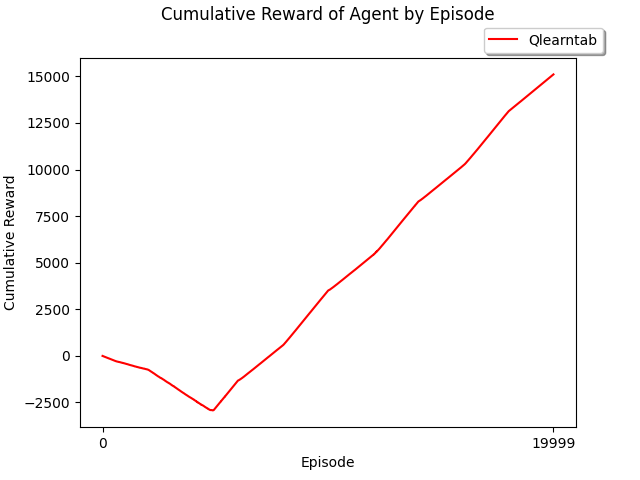 Cumulative Reward of Agent by Episode
Qlearntab
15000
12500
10000
7500
5000
2500
0
−2500
Cumulative Reward
0
19999
Episode